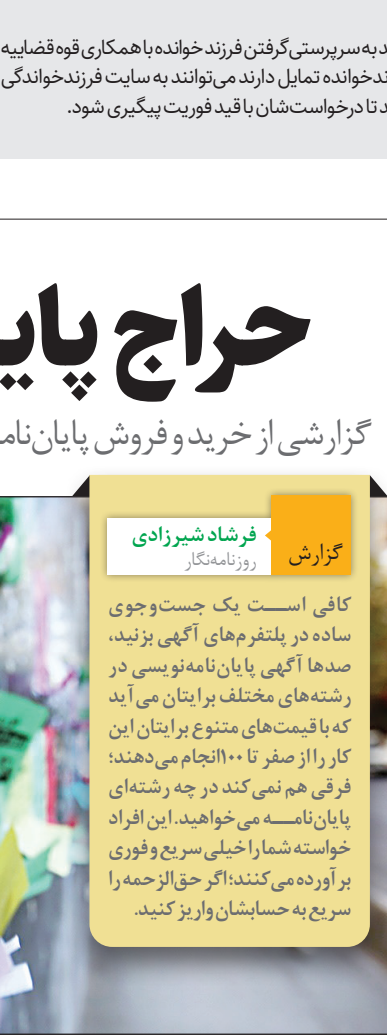 د به سرپرستی گرفتن فرزند خوانده با همکاری قوه قضاییه
ندخوانده تمایل دارند می‌توانند به سایت فرزندخواندگی
د تا درخواست‌شان با قید فوریت پیگیری شود.
حراج پای
گزارشی از خرید و فروش پایان‌نام
گزارش
فرشاد شیرزادی
روزنامه‌نگار
کافی اســـت یک جست‌وجوی
ساده در پلتفرم‌های آگهی بزنید،
صدها آگهی پایان‌نامه‌نویسی در
رشته‌های مختلف برایتان می‌آید
که با قیمت‌های متنوع برایتان این
کار را از صفر تا ۱۰۰انجام می‌دهند؛
فرقی هم نمی‌کند در چه رشته‌ای
پایان‌نامـــه می‌خواهید. این افراد
خواسته شما را خیلی سریع و فوری
برآورده می‌کنند؛ اگر حق‌الزحمه را
سریع به حسابشان واریز کنید.